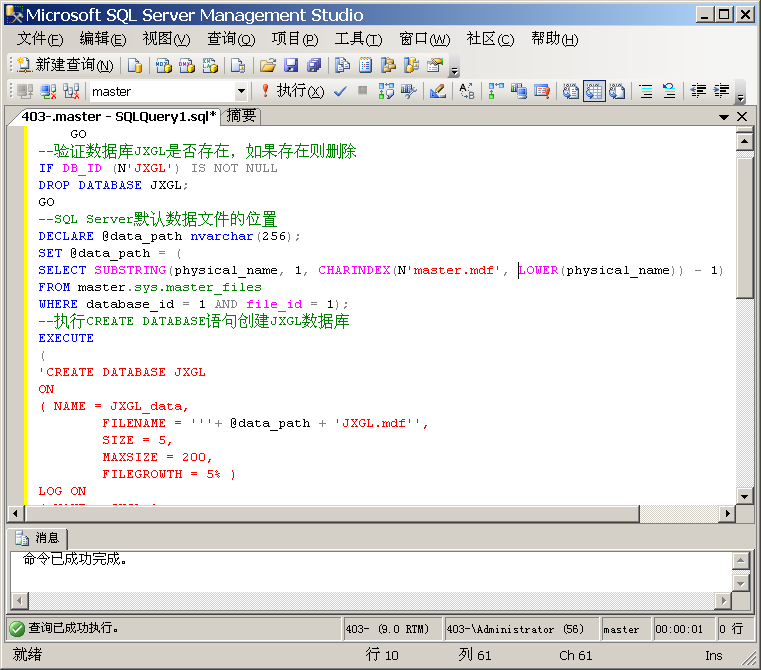 Microsoft SQL Server Management Studio
文件(F) 编辑(E) 视图(V) 查询(Q) 项目(P) 工具(T) 窗口(W) 社区(C) 帮助(H)
新建查询(N)
master 执行(X)
403-.master - SQLQuery1.sql* 摘要
GO
--验证数据库JXGL是否存在，如果存在则删除
IF DB_ID (N'JXGL') IS NOT NULL
DROP DATABASE JXGL;
GO
--SQL Server默认数据文件的位置
DECLARE @data_path nvarchar(256);
SET @data_path = (
SELECT SUBSTRING(physical_name, 1, CHARINDEX(N'master.mdf', LOWER(physical_name)) - 1)
FROM master.sys.master_files
WHERE database_id = 1 AND file_id = 1);
--执行CREATE DATABASE语句创建JXGL数据库
EXECUTE
(
'CREATE DATABASE JXGL
ON
( NAME = JXGL_data,
FILENAME = '''+ @data_path + 'JXGL.mdf'',
SIZE = 5,
MAXSIZE = 200,
FILEGROWTH = 5% )
LOG ON
消息
命令已成功完成。
查询已成功执行。 403- (9.0 RTM) 403-\Administrator (56) master 00:00:01 0 行
就绪 行 10 列 61 Ch 61 Ins